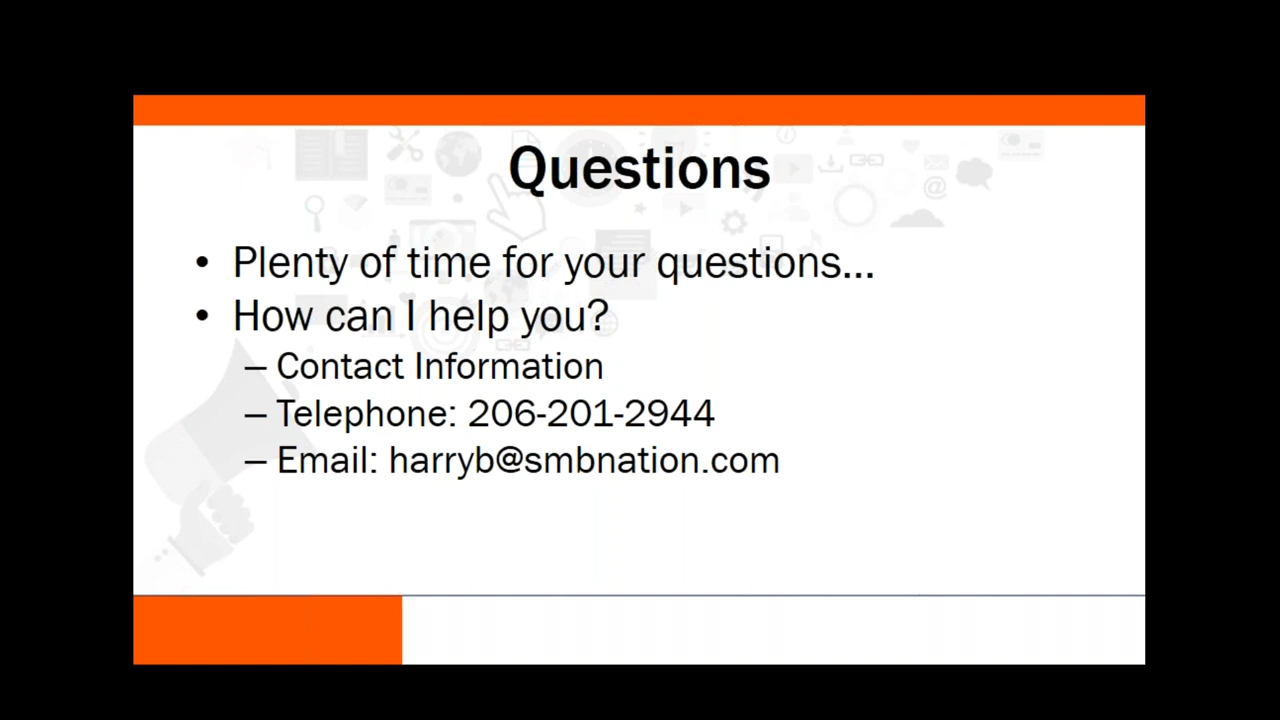 Questions
• Plenty of time for your questions...
• How can I help you?
– Contact Information
– Telephone: 206-201-2944
– Email: harryb@smbnation.com